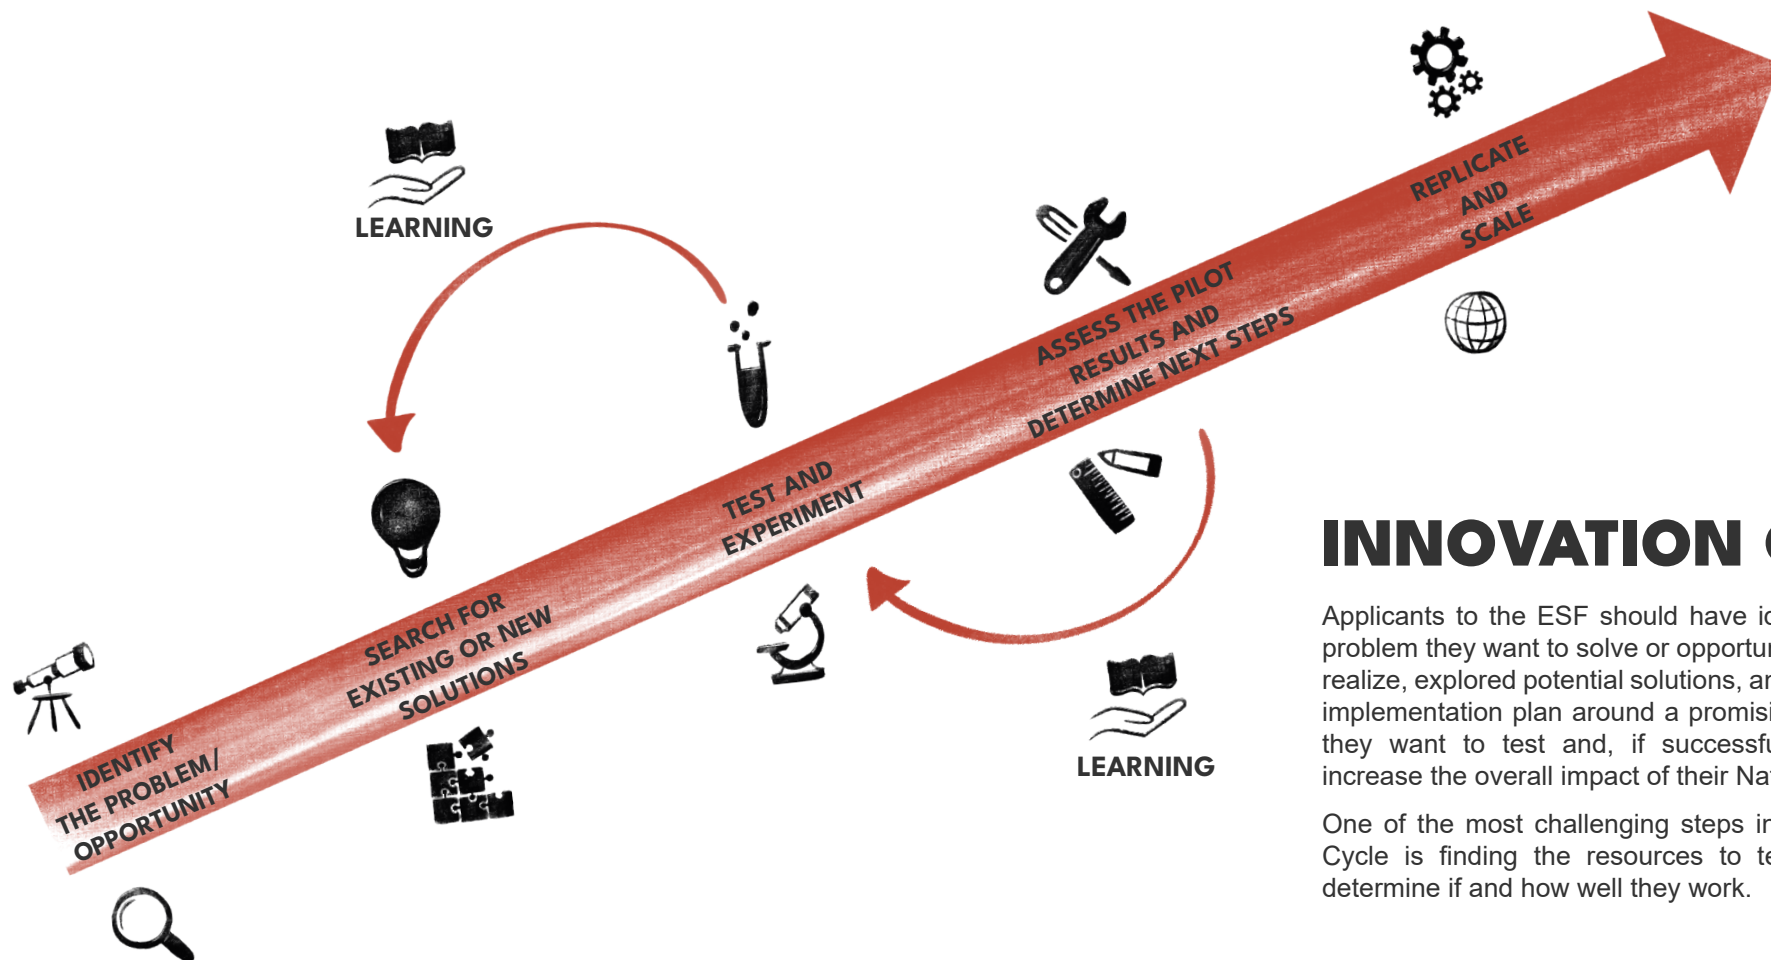 LEARNING
REPLICATE
AND
SCALE
ASSESS THE PILOT
RESULTS AND
DETERMINE NEXT STEPS
TEST AND
EXPERIMENT
SEARCH FOR
EXISTING OR NEW
SOLUTIONS
IDENTIFY
THE PROBLEM/
OPPORTUNITY
LEARNING
INNOVATION
Applicants to the ESF should have
problem they want to solve or
realize, explored potential solutions,
implementation plan around a
they want to test and, if
increase the overall impact of their
One of the most challenging steps in
Cycle is finding the resources to
determine if and how well they work.